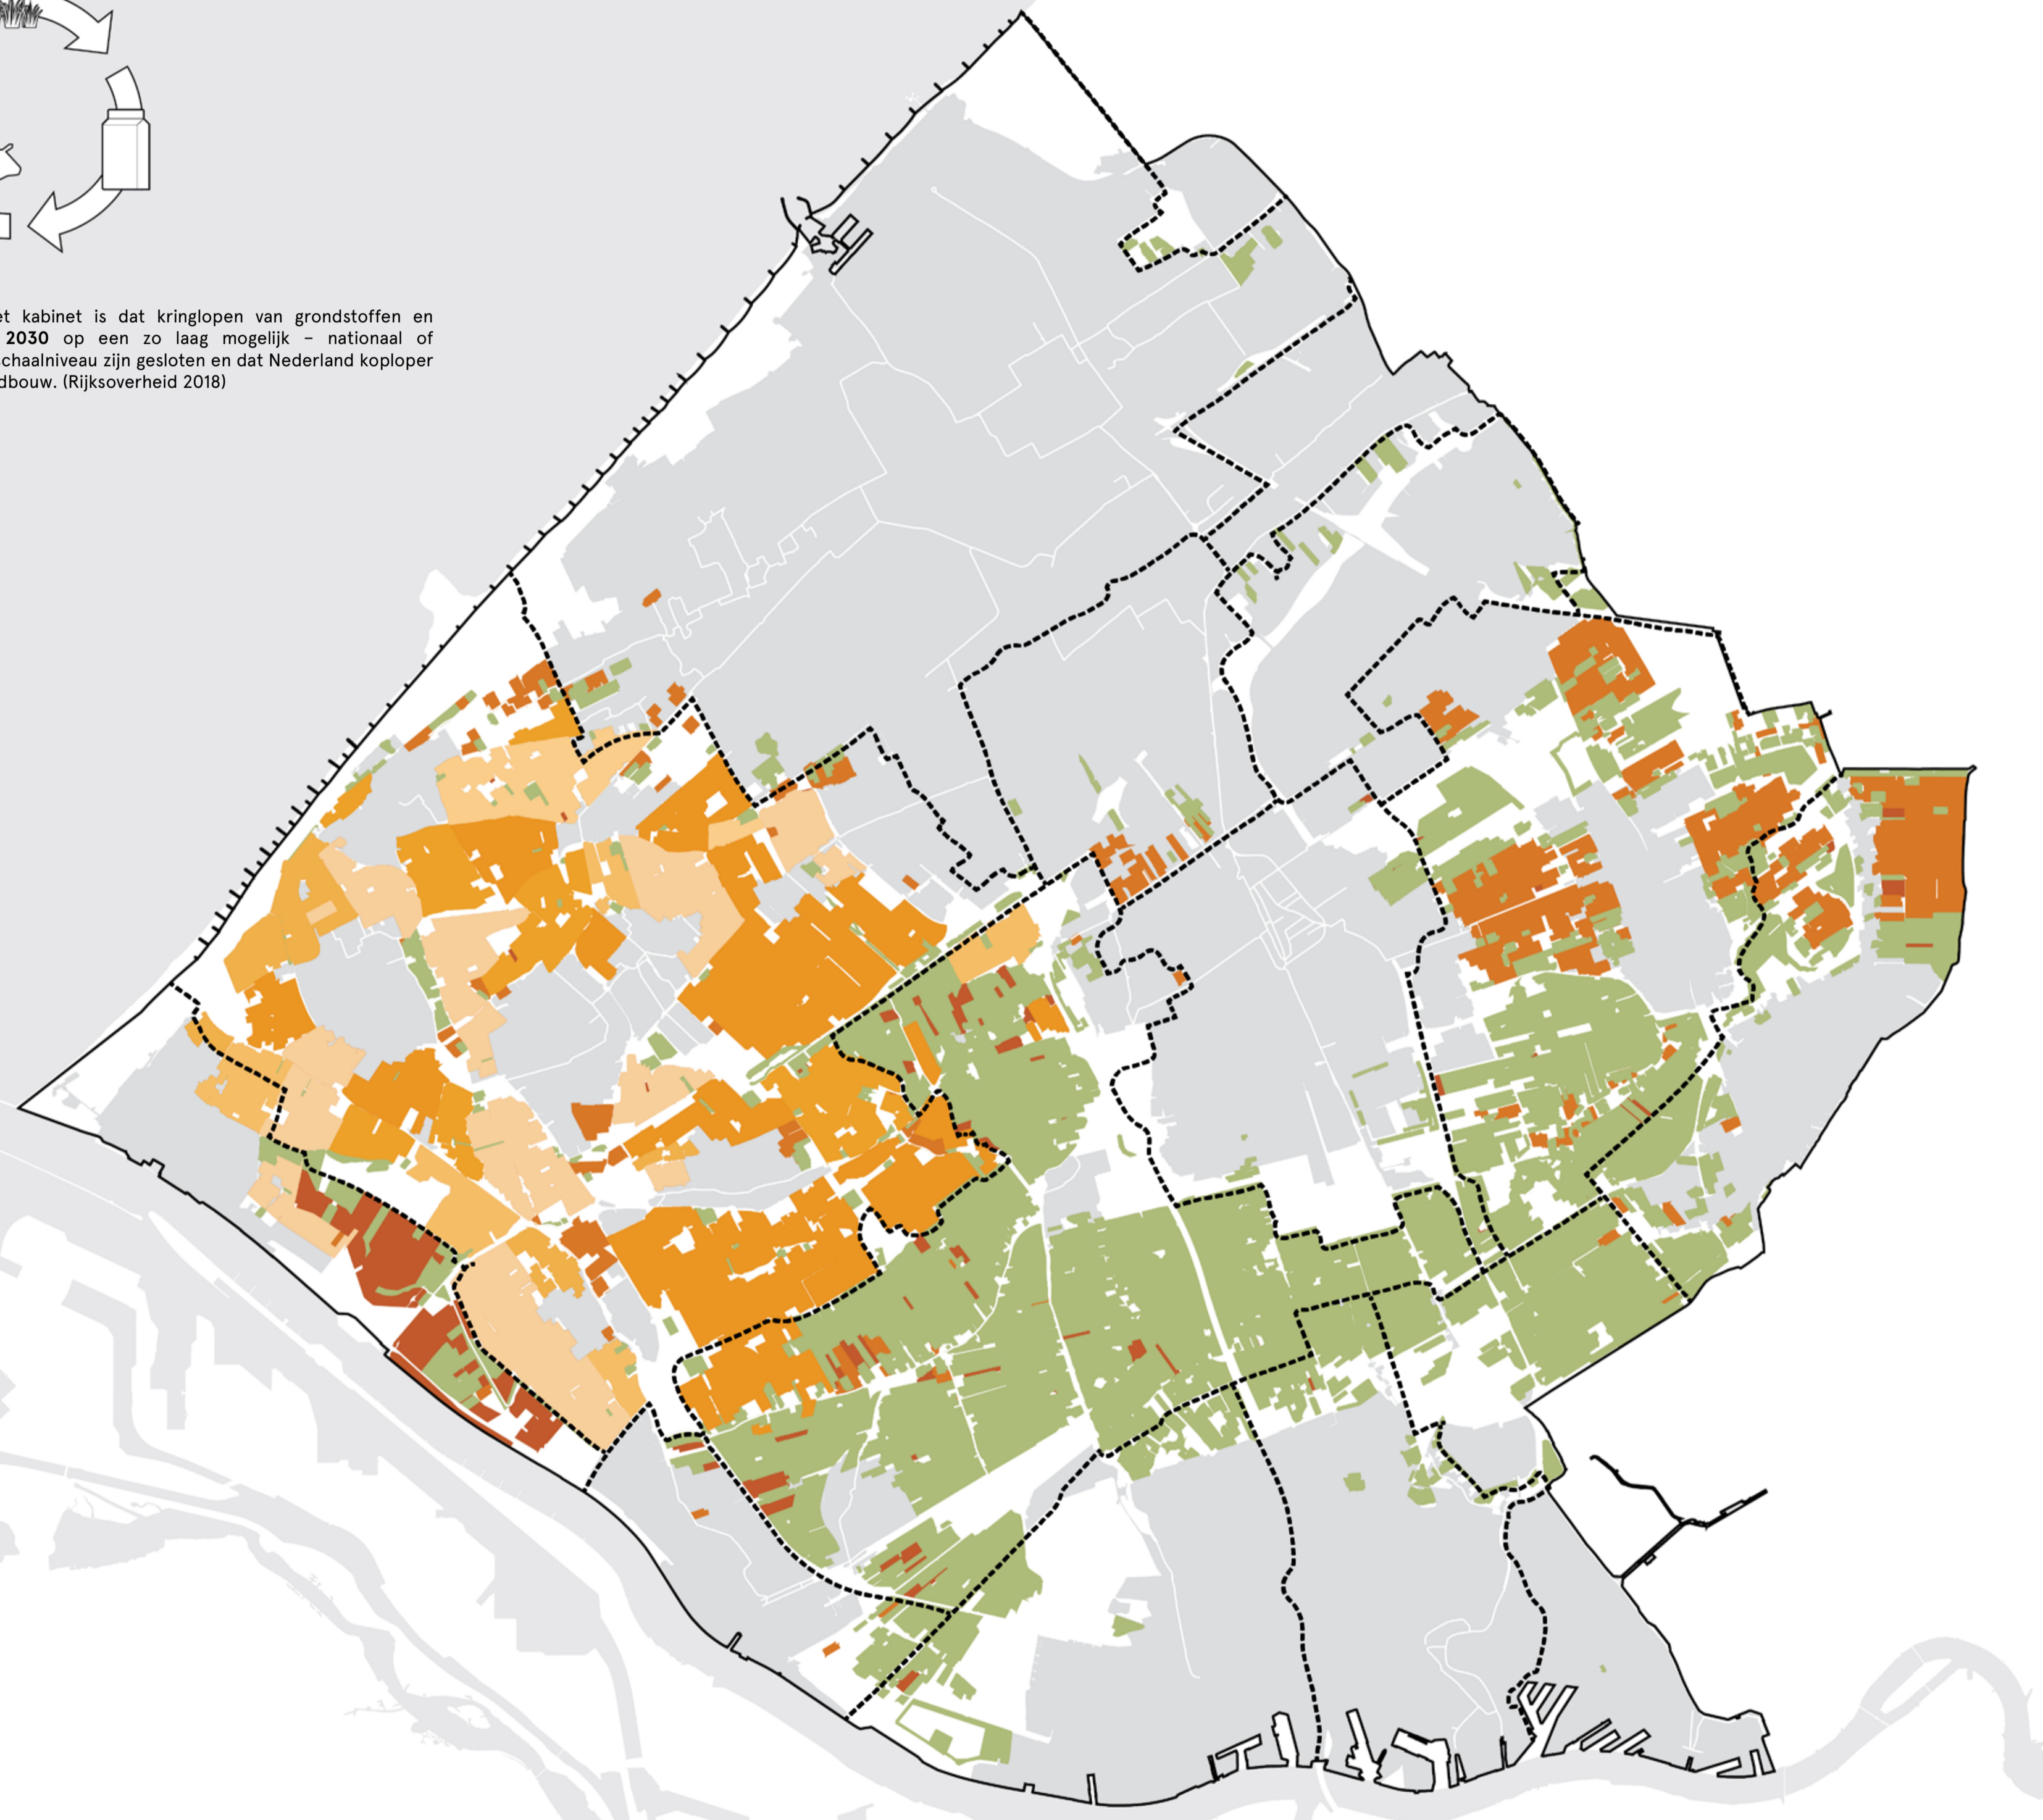 et kabinet is dat kringlopen van grondstoffen en
2030 op een zo laag mogelijk – nationaal of
chaalniveau zijn gesloten en dat Nederland koploper
dbouw. (Rijksoverheid 2018)